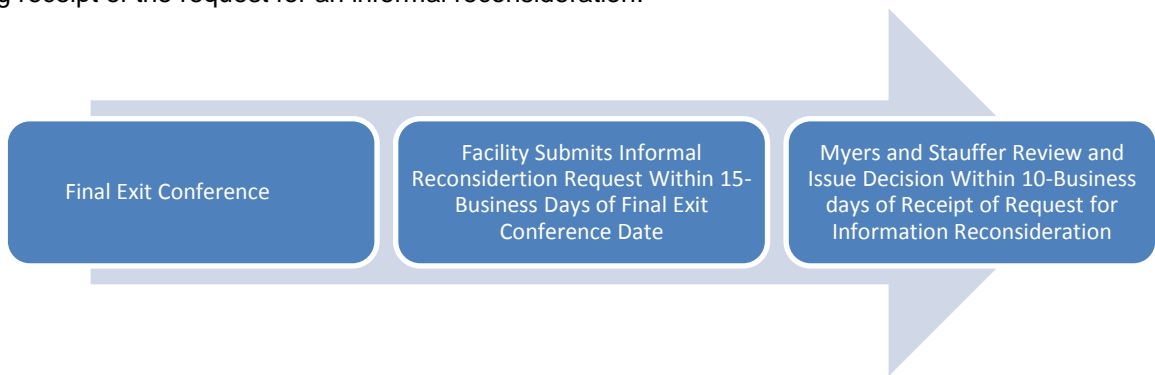 g receipt of the request for an informal reconsideration.
Final Exit Conference
Facility Submits Informal
Reconsidertion Request Within 15-
Business Days of Final Exit
Conference Date
Myers and Stauffer Review and
Issue Decision Within 10-Business
days of Receipt of Request for
Information Reconsideration